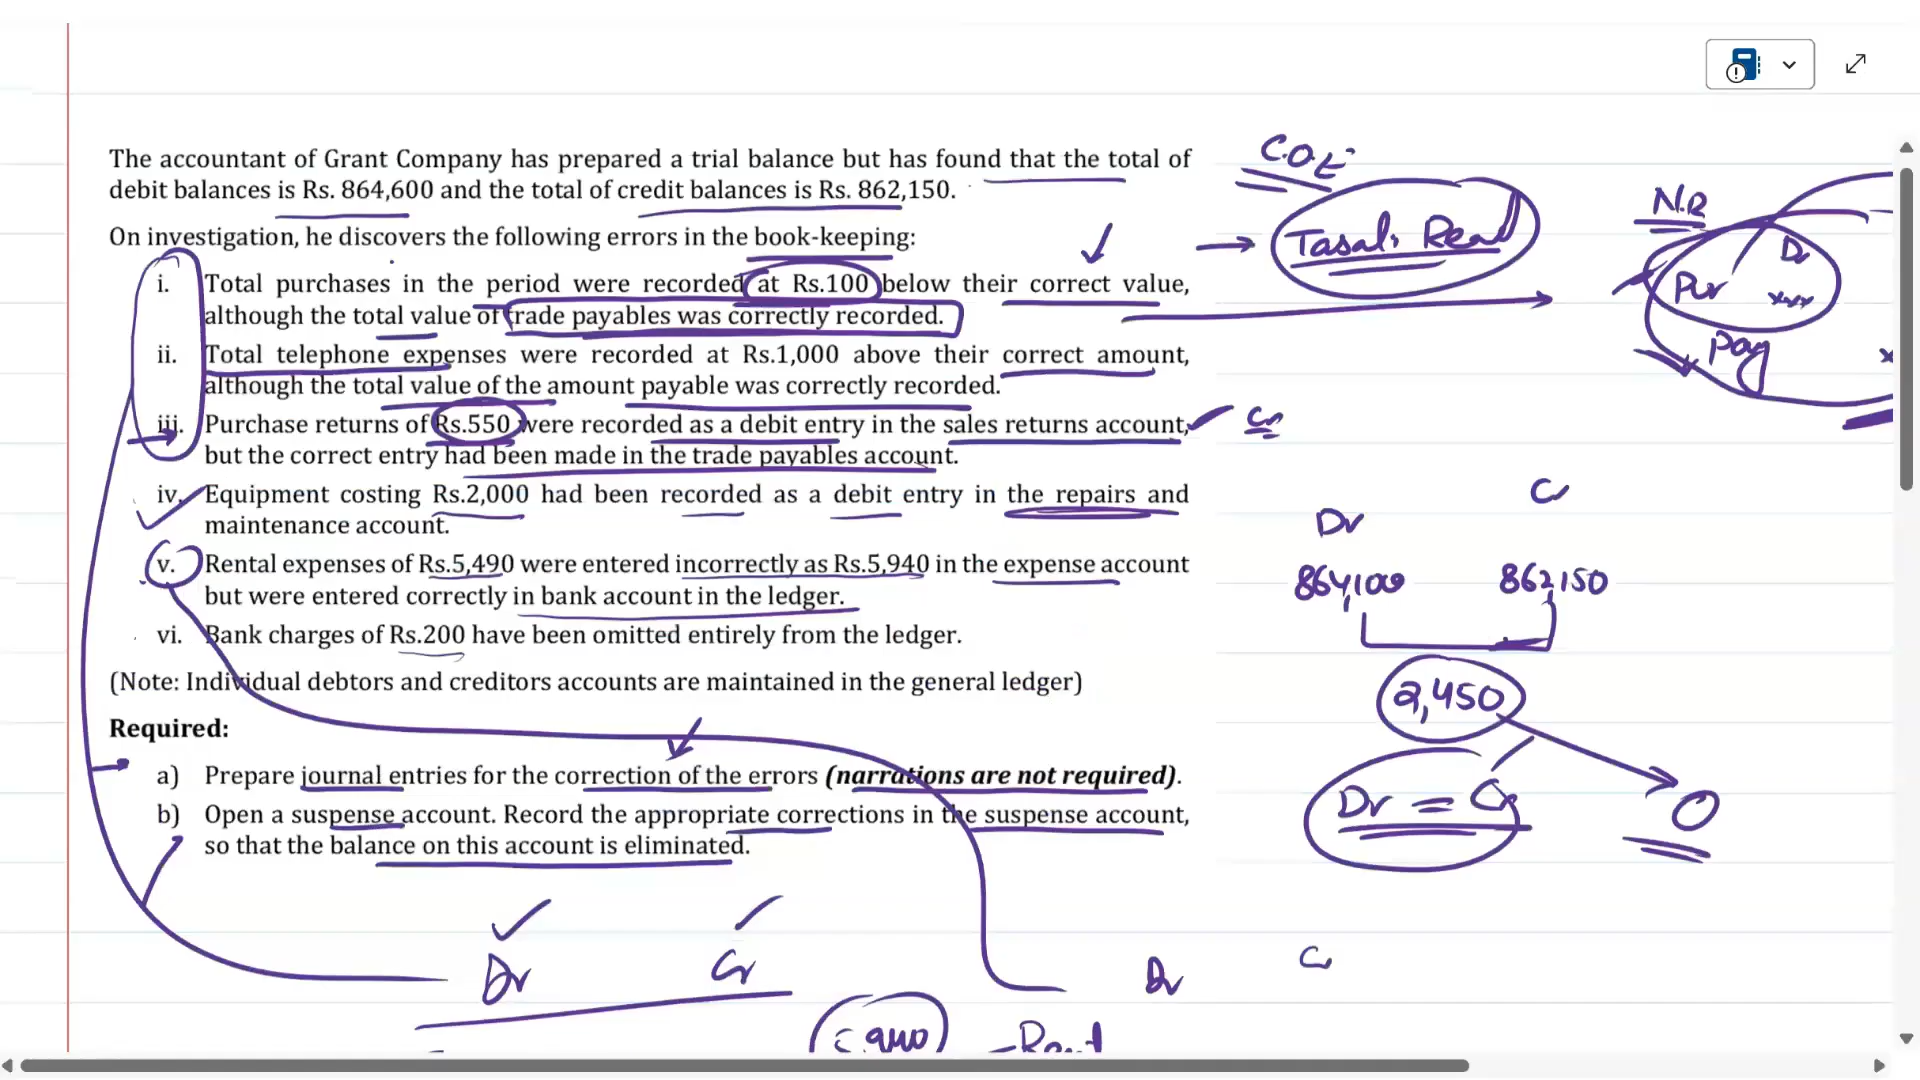 The accountant of Grant Company has prepared a trial balance but has found that the total of
debit balances is Rs. 864,600 and the total of credit balances is Rs. 862,150.
On investigation, he discovers the following errors in the book-keeping:
i. Total purchases in the period were recorded at Rs.100 below their correct value,
although the total value of trade payables was correctly recorded.
ii. Total telephone expenses were recorded at Rs.1,000 above their correct amount,
although the total value of the amount payable was correctly recorded.
iii. Purchase returns of Rs.550 were recorded as a debit entry in the sales returns account,
but the correct entry had been made in the trade payables account.
iv. Equipment costing Rs.2,000 had been recorded as a debit entry in the repairs and
maintenance account.
v. Rental expenses of Rs.5,490 were entered incorrectly as Rs.5,940 in the expense account
but were entered correctly in bank account in the ledger.
vi. Bank charges of Rs.200 have been omitted entirely from the ledger.
(Note: Individual debtors and creditors accounts are maintained in the general ledger)
Required:
a) Prepare journal entries for the correction of the errors (narrations are not required).
b) Open a suspense account. Record the appropriate corrections in the suspense account,
so that the balance on this account is eliminated.
Dr Cr
C.O.E
N.R
Dr
Pur xxx
Pay
Cr
Dr Cr
864,100 862,150
2,450
Dr = Cr
0
Dr Cr